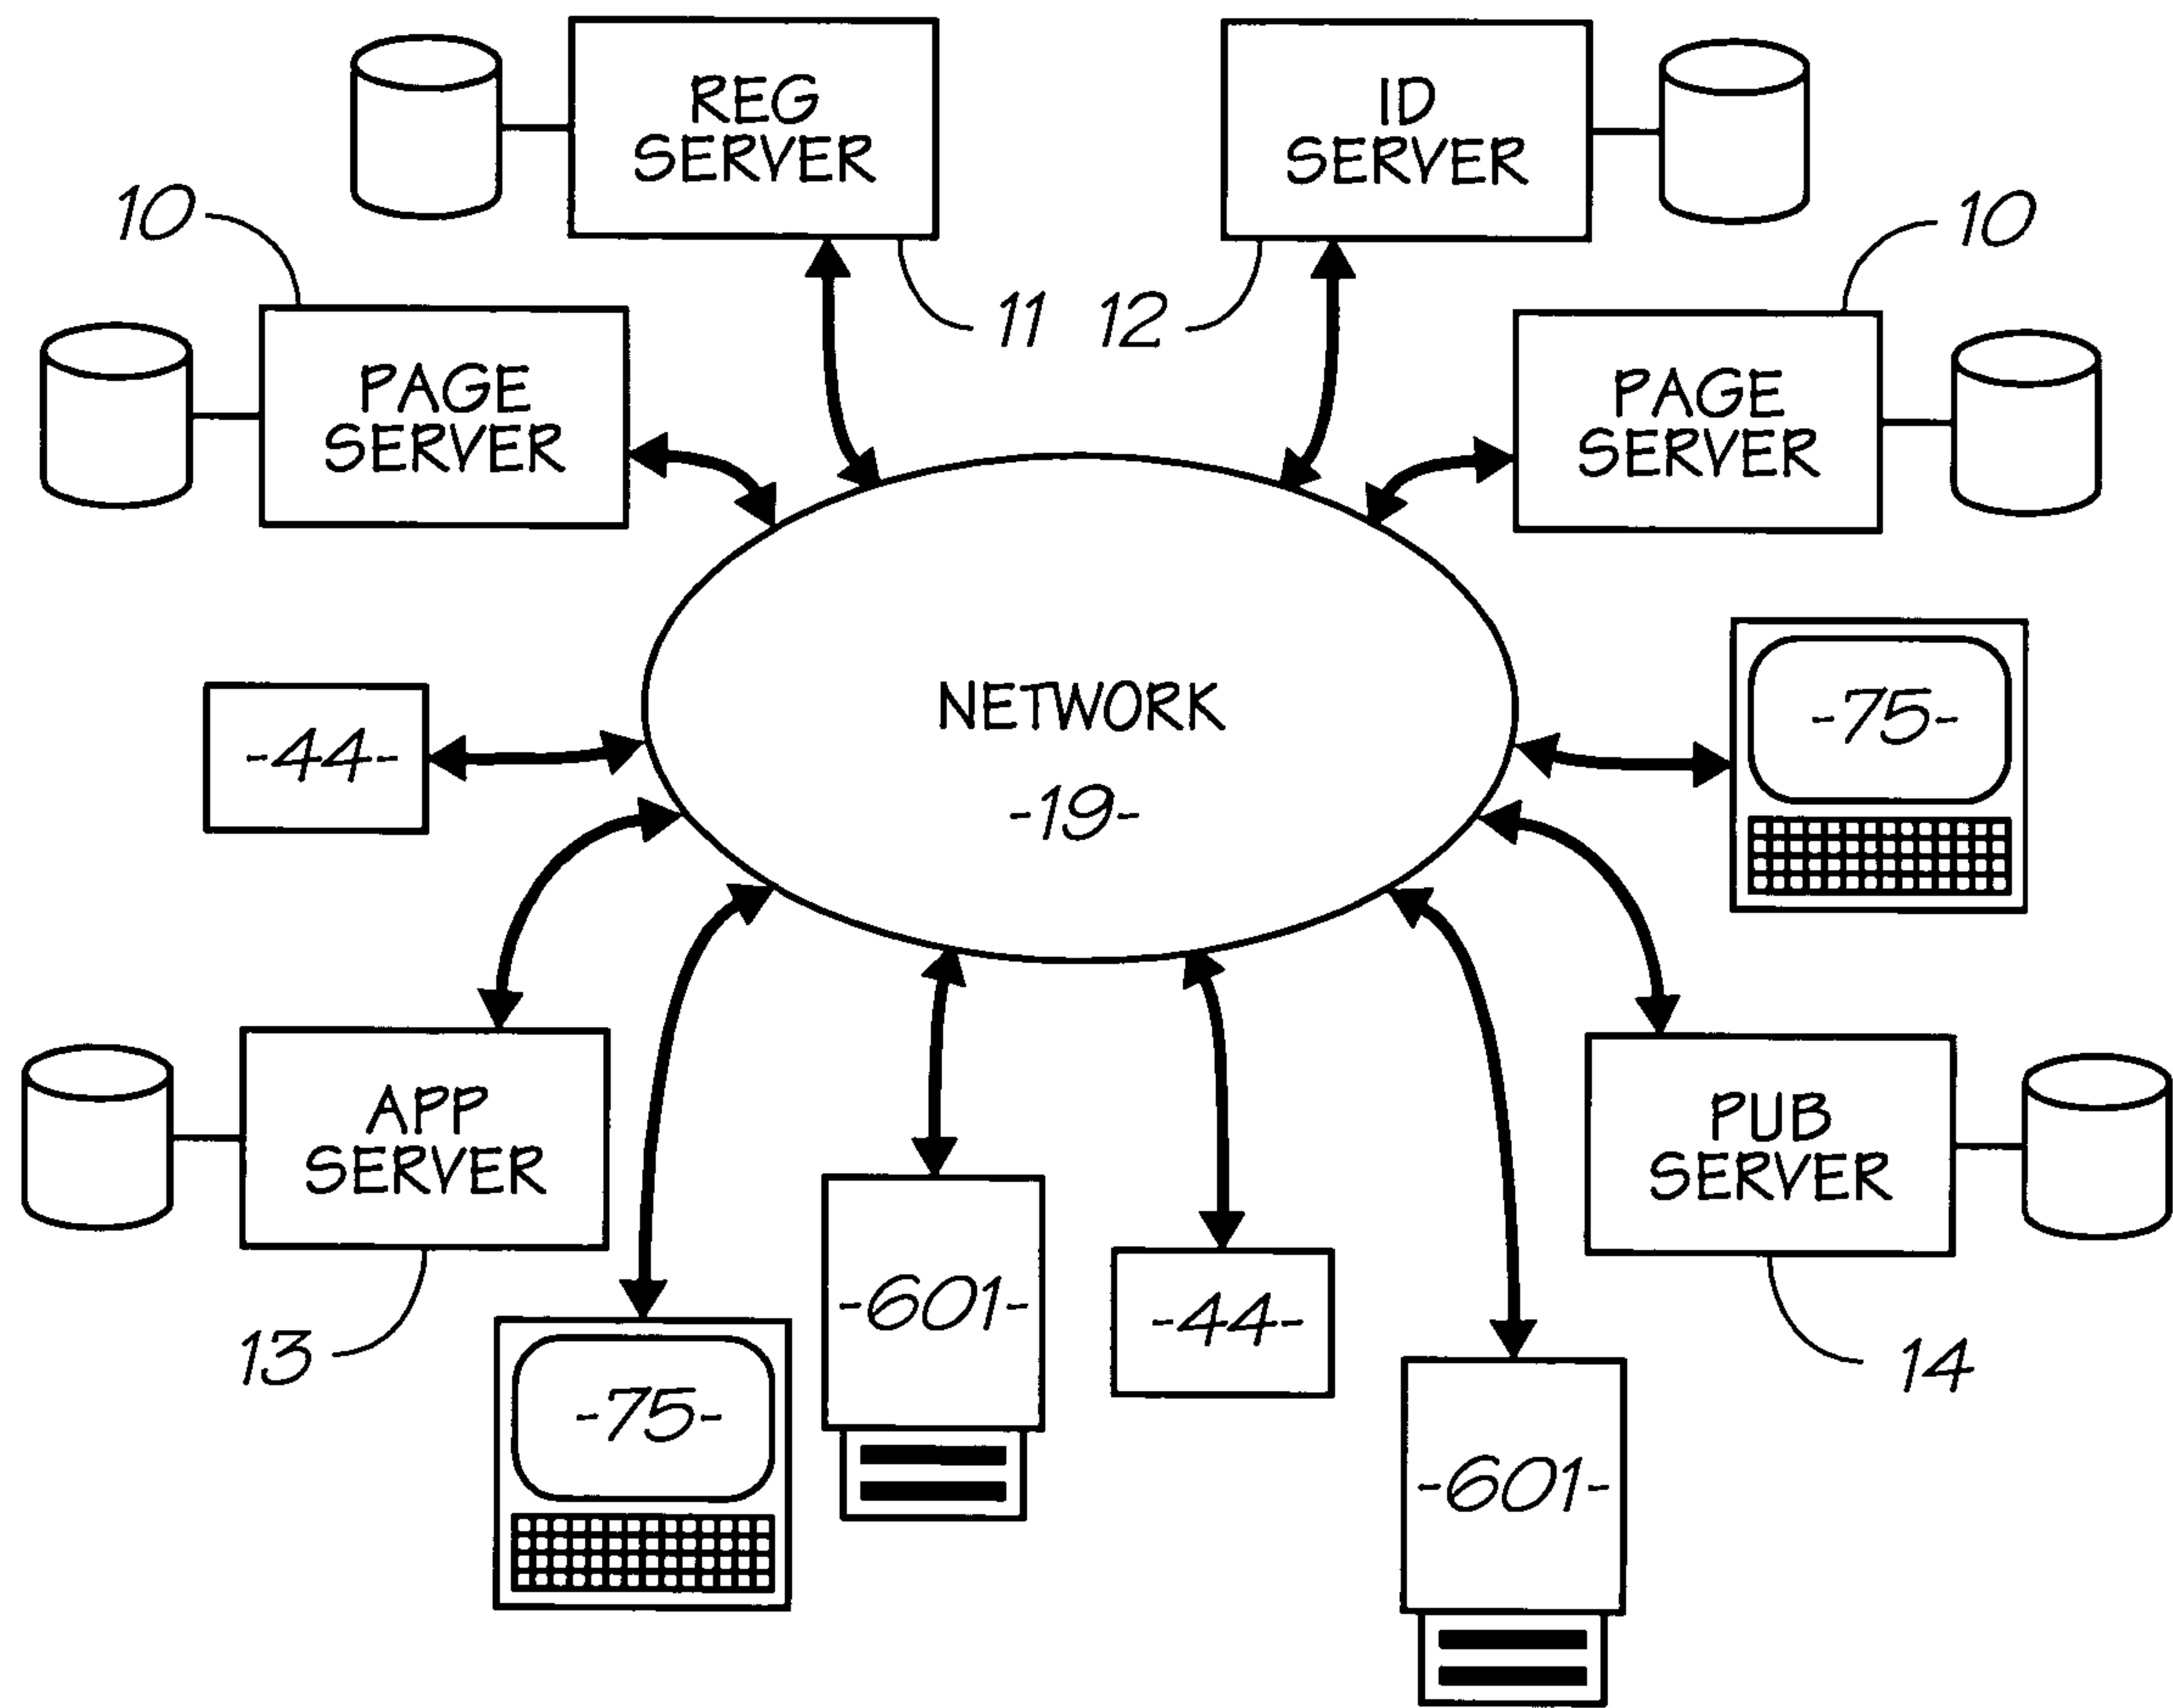 REG
SERVER
ID
SERVER
10
10
11
12
PAGE
SERVER
PAGE
SERVER
NETWORK
-19-
-44-
-75-
APP
SERVER
PUB
SERVER
13
14
-75-
-601-
-44-
-601-